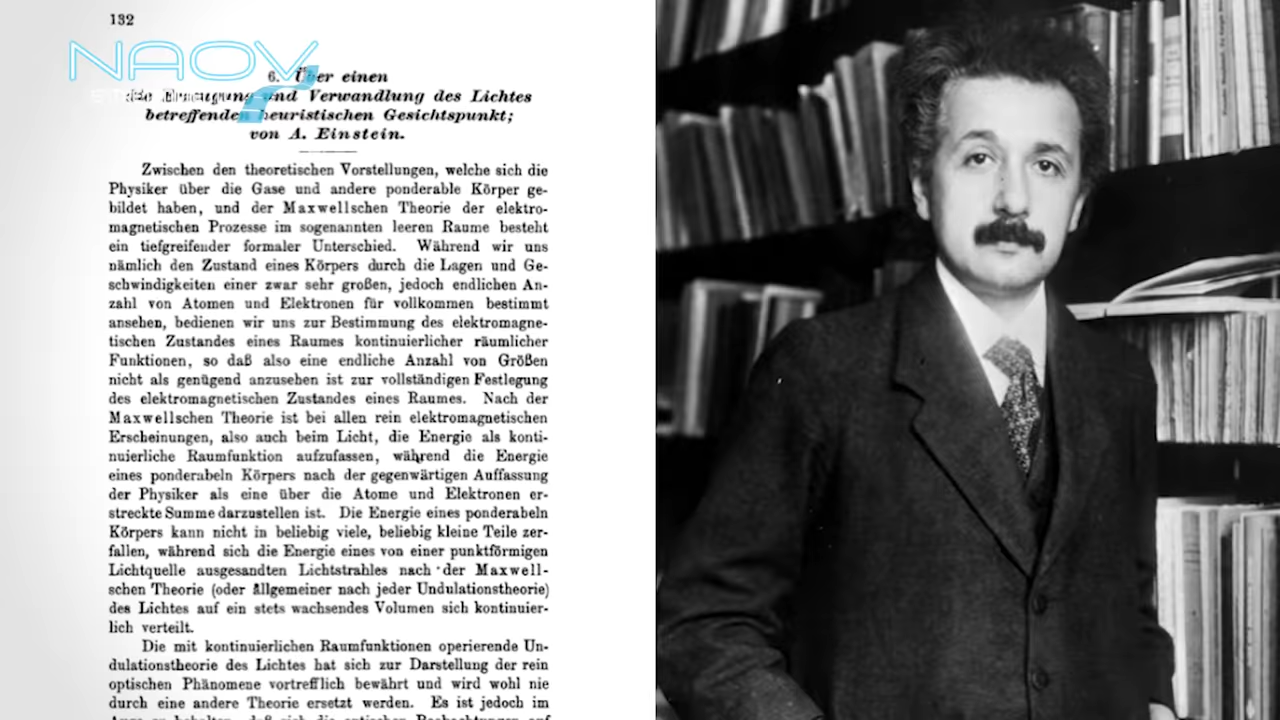 132
NAOV
6. Über einen
die Erzeugung und Verwandlung des Lichtes
betreffenden heuristischen Gesichtspunkt;
von A. Einstein.
Zwischen den theoretischen Vorstellungen, welche sich die
Physiker über die Gase und andere ponderable Körper ge-
bildet haben, und der Maxwellschen Theorie der elektro-
magnetischen Prozesse im sogenannten leeren Raume besteht
ein tiefgreifender formaler Unterschied. Während wir uns
nämlich den Zustand eines Körpers durch die Lagen und Ge-
schwindigkeiten einer zwar sehr großen, jedoch endlichen An-
zahl von Atomen und Elektronen für vollkommen bestimmt
ansehen, bedienen wir uns zur Bestimmung des elektromagne-
tischen Zustandes eines Raumes kontinuierlicher räumlicher
Funktionen, so daß also eine endliche Anzahl von Größen
nicht als genügend anzusehen ist zur vollständigen Festlegung
des elektromagnetischen Zustandes eines Raumes. Nach der
Maxwellschen Theorie ist bei allen rein elektromagnetischen
Erscheinungen, also auch beim Licht, die Energie als konti-
nuierliche Raumfunktion aufzufassen, während die Energie
eines ponderabeln Körpers nach der gegenwärtigen Auffassung
der Physiker als eine über die Atome und Elektronen er-
streckte Summe darzustellen ist. Die Energie eines ponderabeln
Körpers kann nicht in beliebig viele, beliebig kleine Teile zer-
fallen, während sich die Energie eines von einer punktförmigen
Lichtquelle ausgesandten Lichtstrahles nach der Maxwell-
schen Theorie (oder allgemeiner nach jeder Undulationstheorie)
des Lichtes auf ein stets wachsendes Volumen sich kontinuier-
lich verteilt.
Die mit kontinuierlichen Raumfunktionen operierende Un-
dulationstheorie des Lichtes hat sich zur Darstellung der rein
optischen Phänomene vortrefflich bewährt und wird wohl nie
durch eine andere Theorie ersetzt werden. Es ist jedoch im